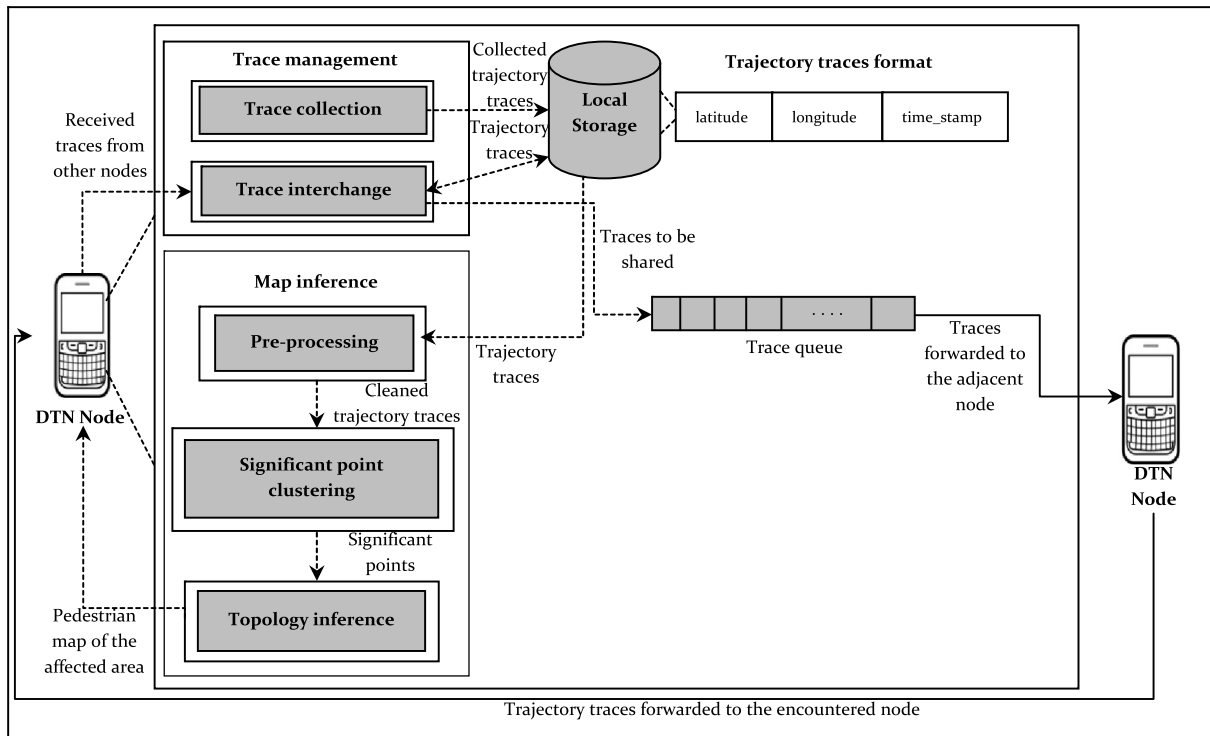 Trace management
Trace collection
Trace interchange
Collected
trajectory
traces
Trajectory
traces
Local
Storage
Trajectory traces format
latitude
longitude
time_stamp
Received
traces from
other nodes
DTN Node
Traces to be
shared
Map inference
Pre-processing
Trajectory
traces
Cleaned
trajectory traces
Significant point
clustering
Significant
points
Topology inference
Pedestrian
map of the
affected area
. . . .
Trace queue
Traces
forwarded to
the adjacent
node
DTN
Node
Trajectory traces forwarded to the encountered node